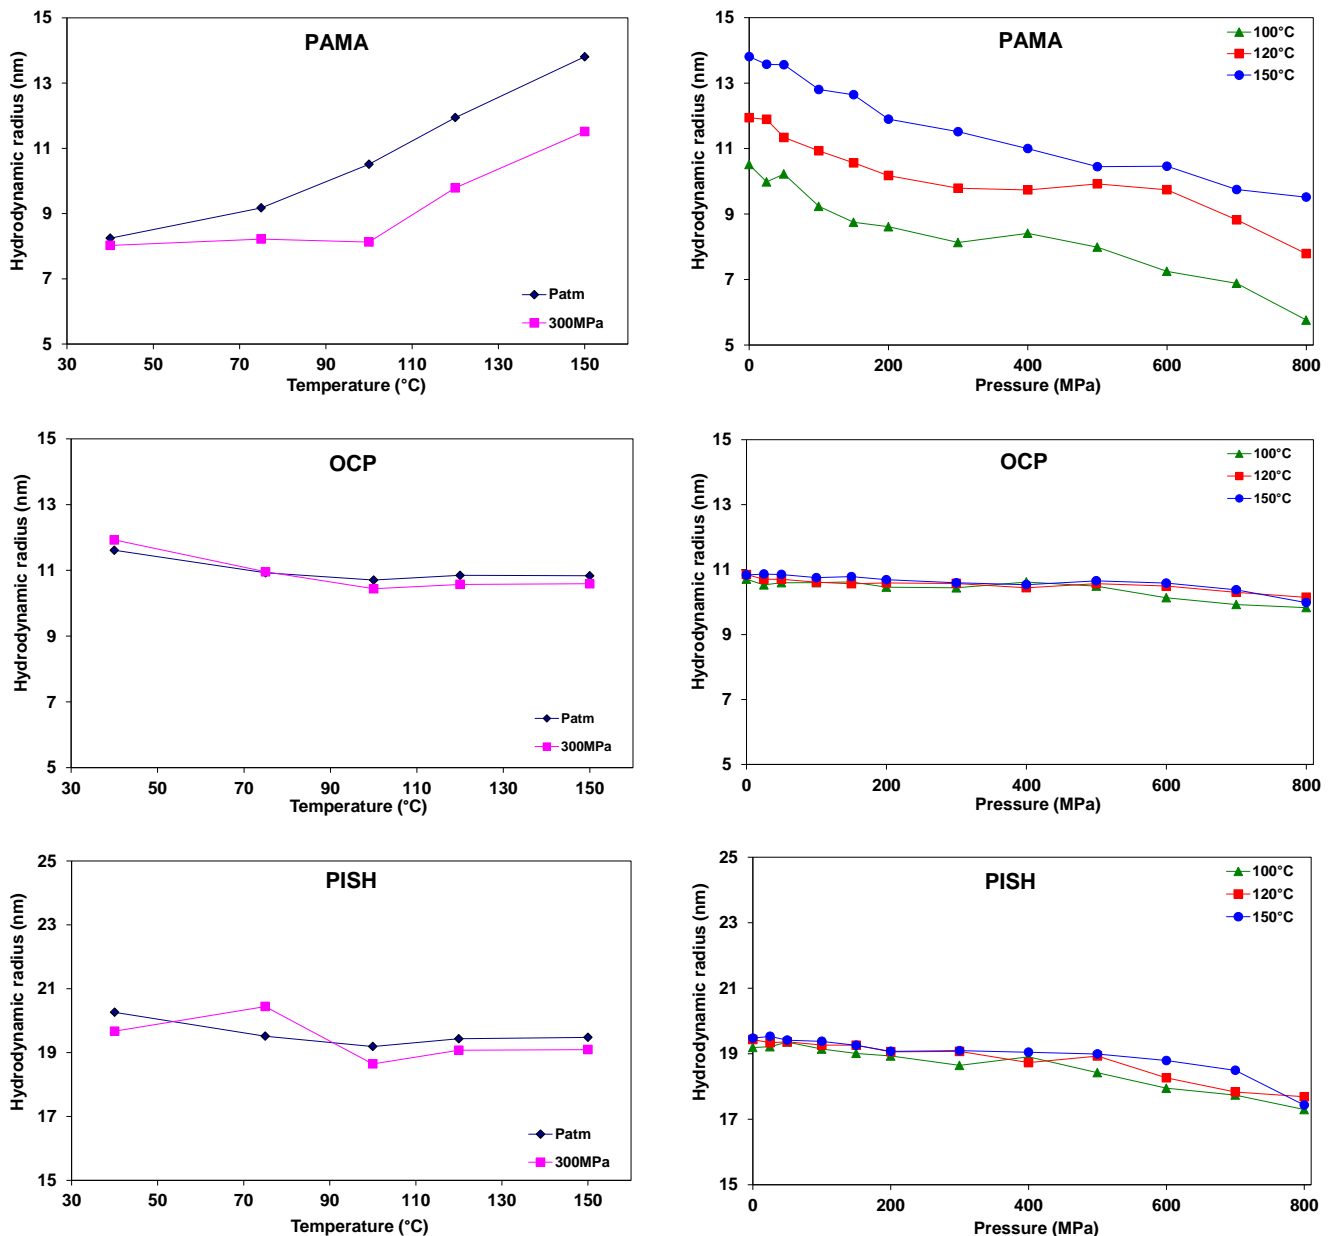 PAMA
Hydrodynamic radius (nm)
15
13
11
9
7
5
30
50
70
90
110
130
150
Temperature (°C)
Patm
300MPa
PAMA
Hydrodynamic radius (nm)
15
13
11
9
7
5
0
200
400
600
800
Pressure (MPa)
100°C
120°C
150°C
OCP
Hydrodynamic radius (nm)
15
13
11
9
7
5
30
50
70
90
110
130
150
Temperature (°C)
Patm
300MPa
OCP
Hydrodynamic radius (nm)
15
13
11
9
7
5
0
200
400
600
800
Pressure (MPa)
100°C
120°C
150°C
PISH
Hydrodynamic radius (nm)
25
23
21
19
17
15
30
50
70
90
110
130
150
Temperature (°C)
Patm
300MPa
PISH
Hydrodynamic radius (nm)
25
23
21
19
17
15
0
200
400
600
800
Pressure (MPa)
100°C
120°C
150°C